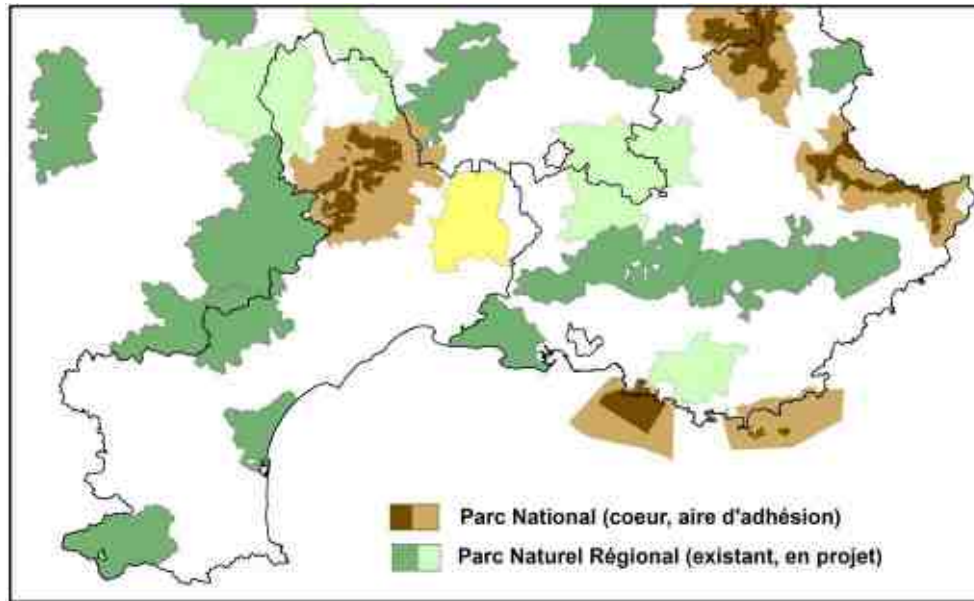 Parc National (coeur, aire d'adhésion)
Parc Naturel Régional (existant, en projet)